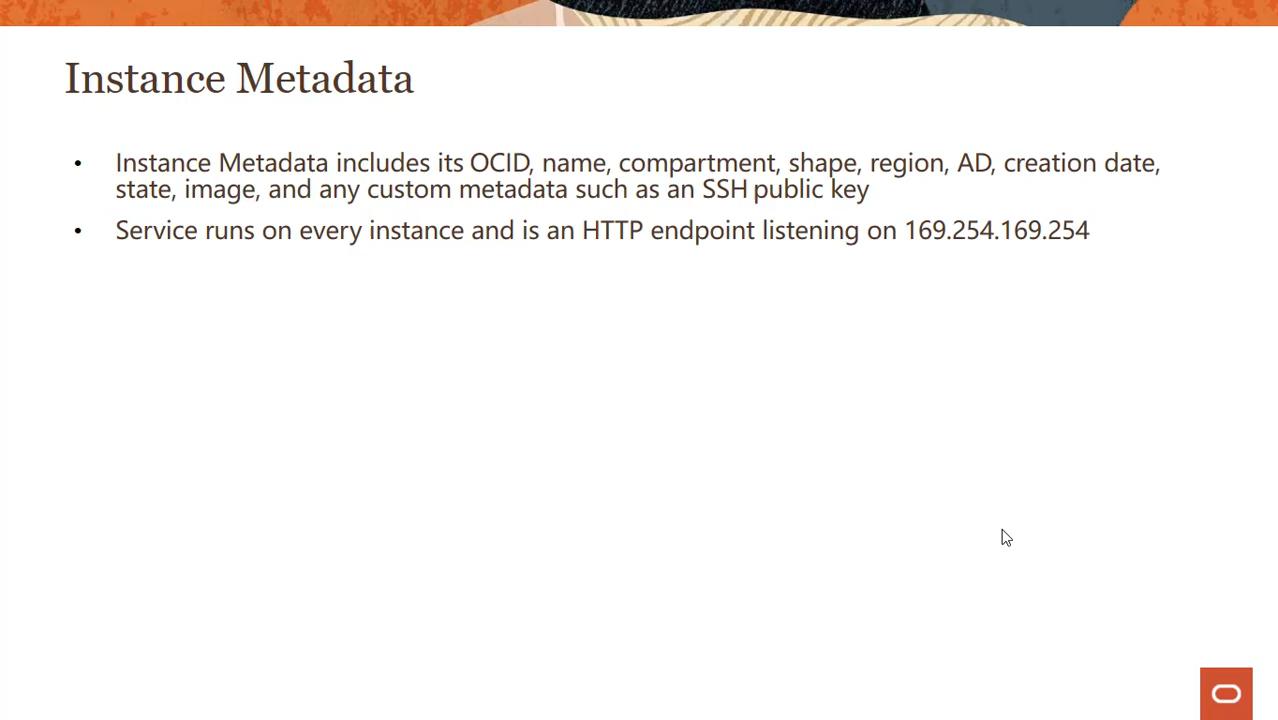 Instance Metadata
• Instance Metadata includes its OCID, name, compartment, shape, region, AD, creation date,
state, image, and any custom metadata such as an SSH public key
• Service runs on every instance and is an HTTP endpoint listening on 169.254.169.254